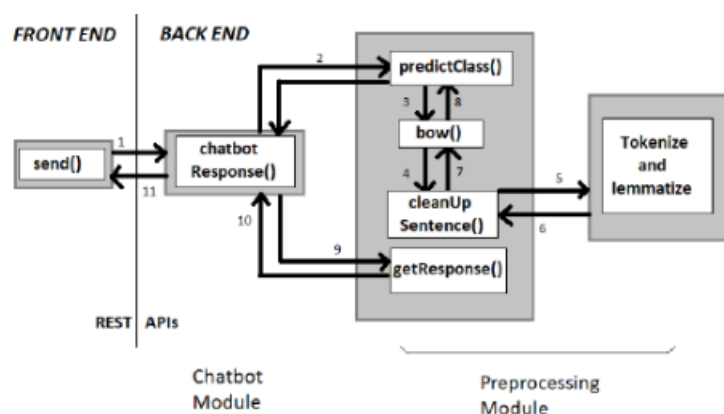 FRONT END
BACK END
2
predictClass()
3
8
bow()
1
send()
chatbot
Response()
Tokenize
and
lemmatize
4
7
5
11
cleanUp
Sentence()
6
10
9
getResponse()
REST
APIs
Chatbot
Module
Preprocessing
Module